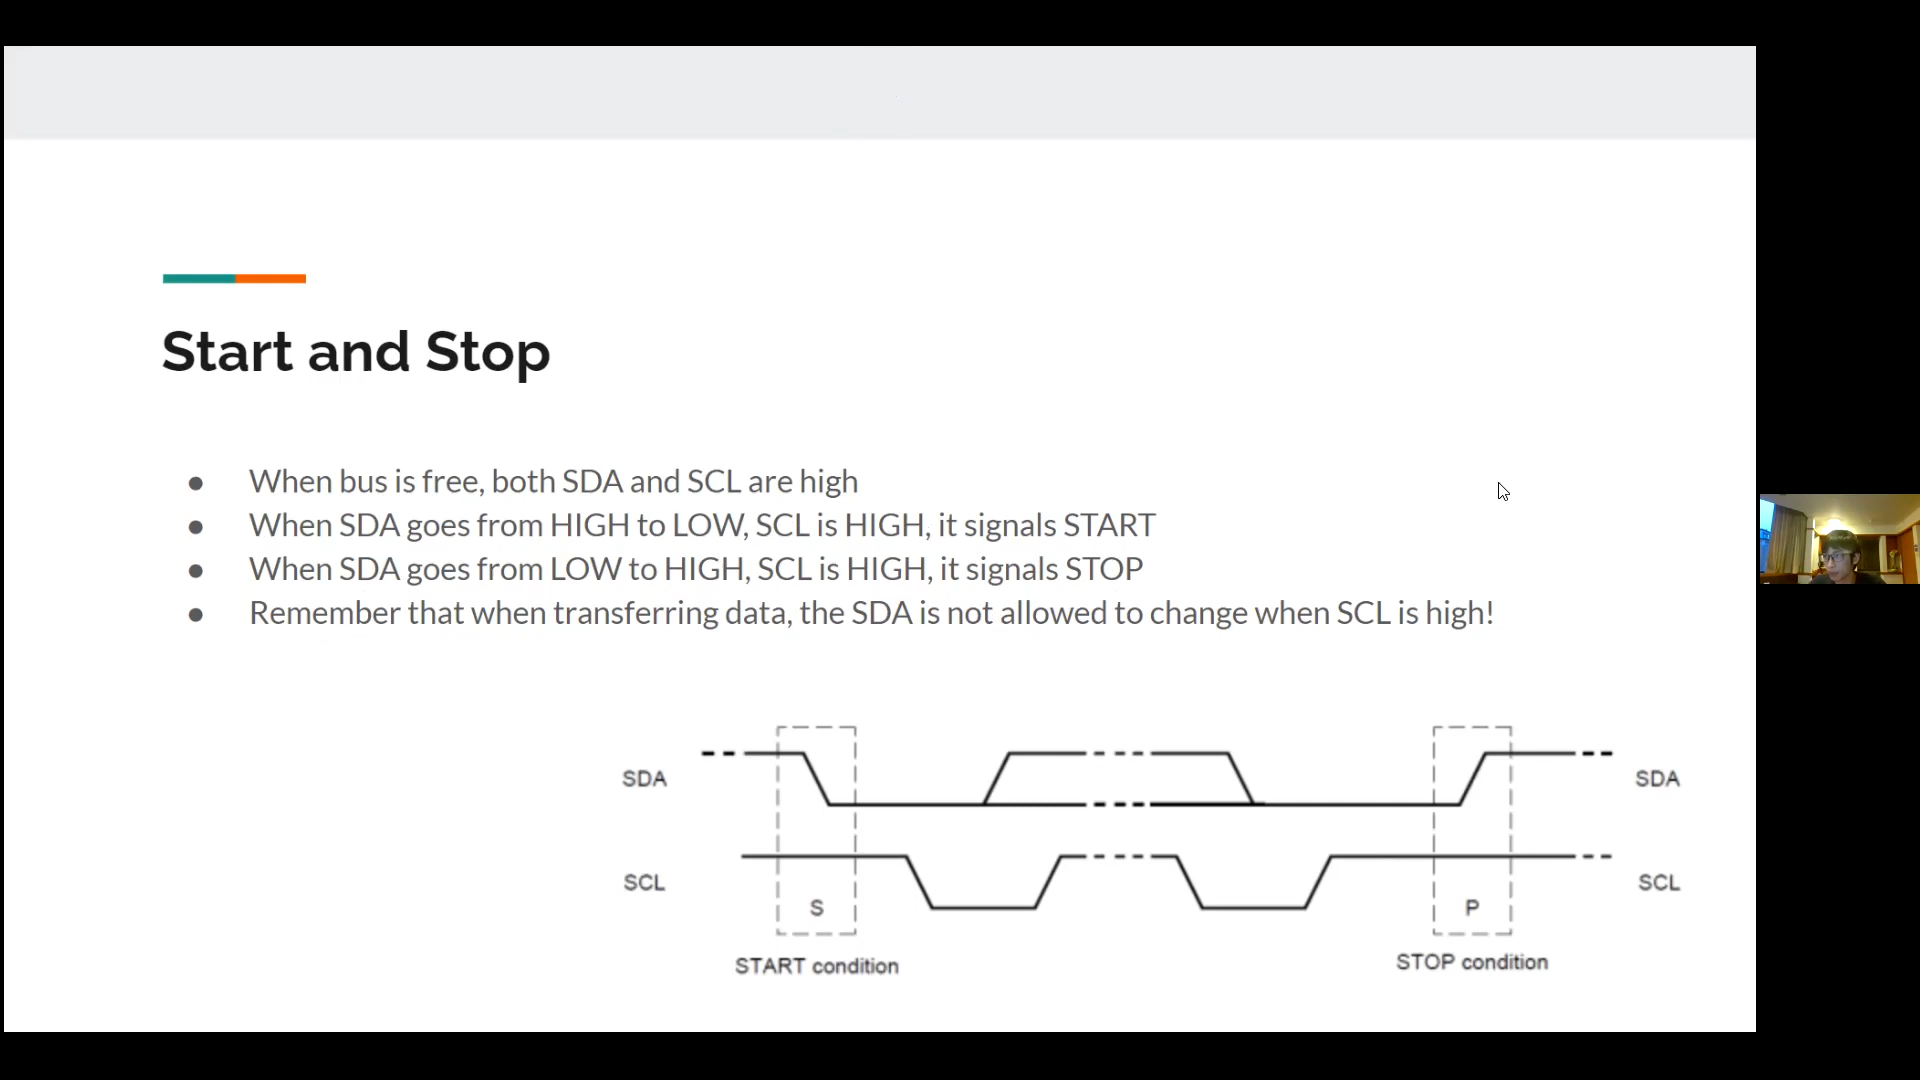 Start and Stop
● When bus is free, both SDA and SCL are high
● When SDA goes from HIGH to LOW, SCL is HIGH, it signals START
● When SDA goes from LOW to HIGH, SCL is HIGH, it signals STOP
● Remember that when transferring data, the SDA is not allowed to change when SCL is high!
SDA SDA
SCL SCL
S P
START condition STOP condition